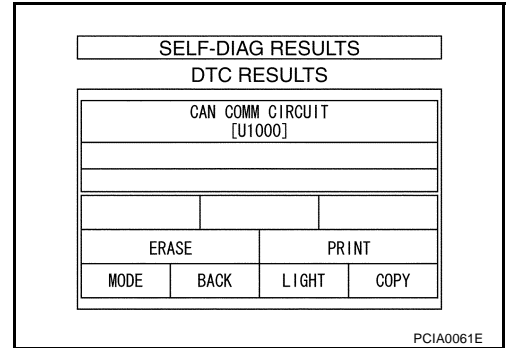 SELF-DIAG RESULTS
DTC RESULTS
CAN COMM CIRCUIT
[U1000]
ERASE PRINT
MODE BACK LIGHT COPY
PCIA0061E